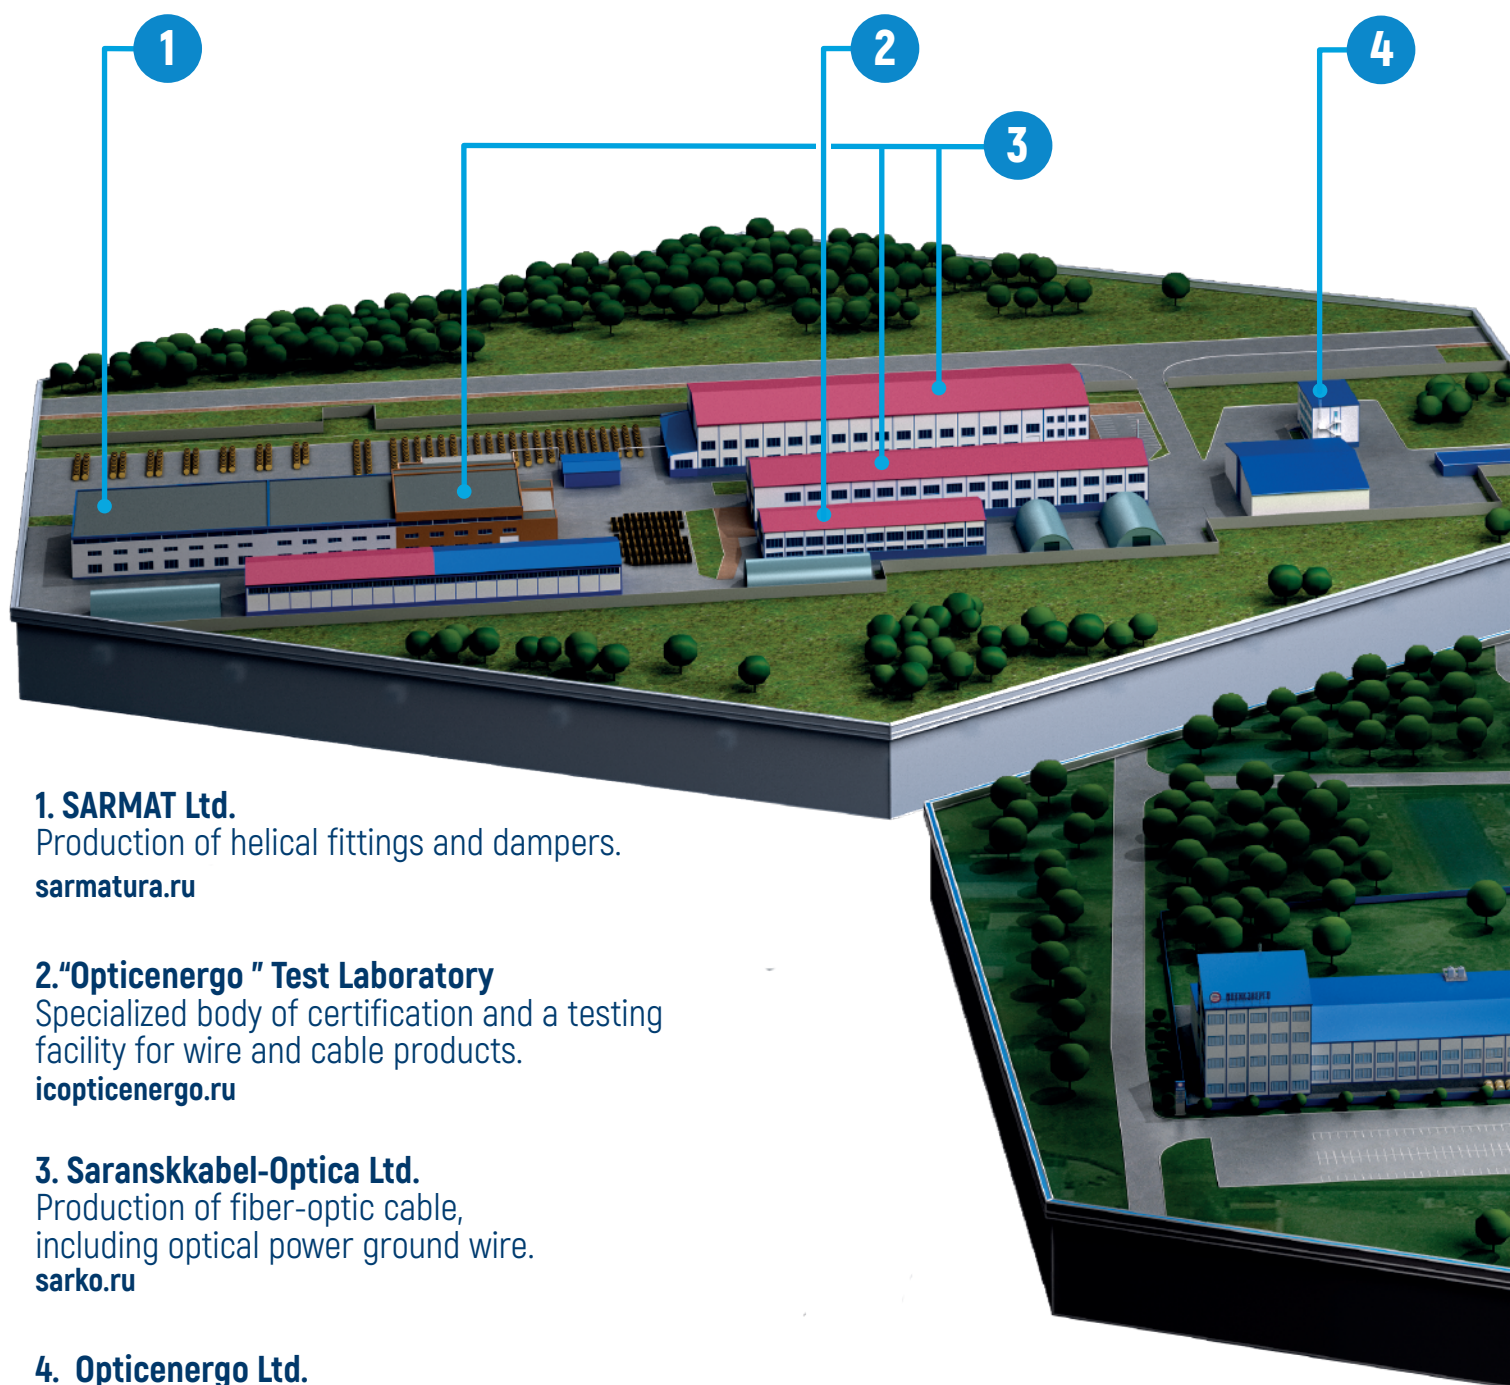 1
2
4
3
1. SARMAT Ltd.
Production of helical fittings and dampers.
sarmatura.ru
2.“Opticenergo ” Test Laboratory
Specialized body of certification and a testing
facility for wire and cable products.
icopticenergo.ru
3. Saranskkabel-Optica Ltd.
Production of fiber-optic cable,
including optical power ground wire.
sarko.ru
4. Opticenergo Ltd.